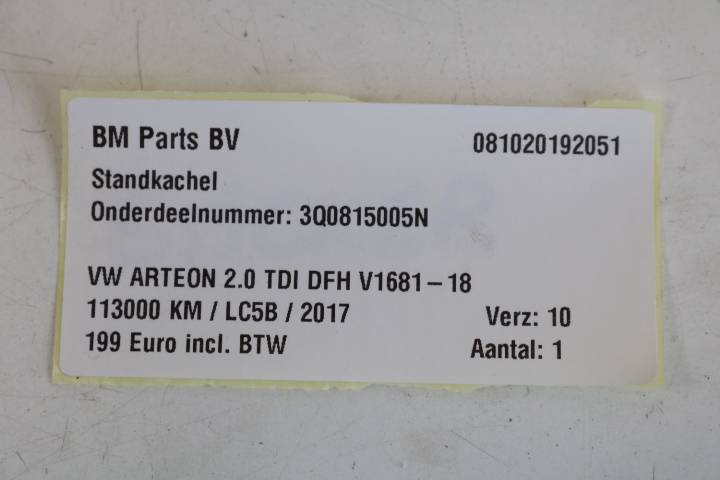 BM Parts BV 081020192051
Standkachel
Onderdeelnummer: 3Q0815005N
VW ARTEON 2.0 TDI DFH V1681-18
113000 KM / LC5B / 2017 Verz: 10
199 Euro incl. BTW Aantal: 1